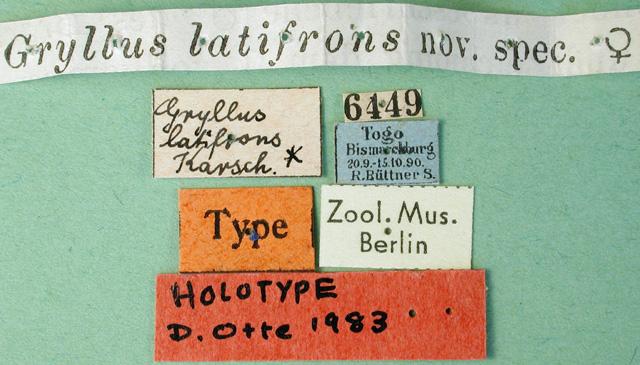 Gryllus latifrons nov. spec. ♀
Gryllus
latifrons
Karsch. *
6449
Togo
Bismarckburg
20.9.-15.10.90.
R. Büttner S.
Type
Zool. Mus.
Berlin
HOLOTYPE
D. Otte 1983